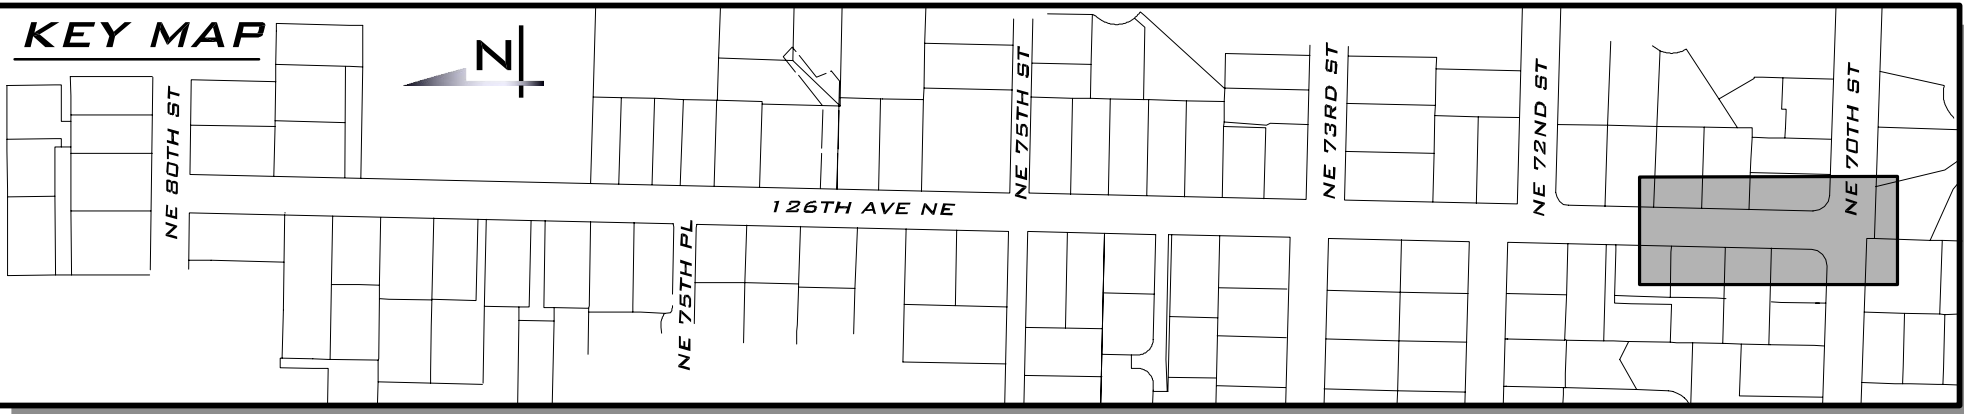 KEY MAP
N
NE 80TH ST
126TH AVE NE
NE 75TH PL
NE 75TH ST
NE 73RD ST
NE 72ND ST
NE 70TH ST